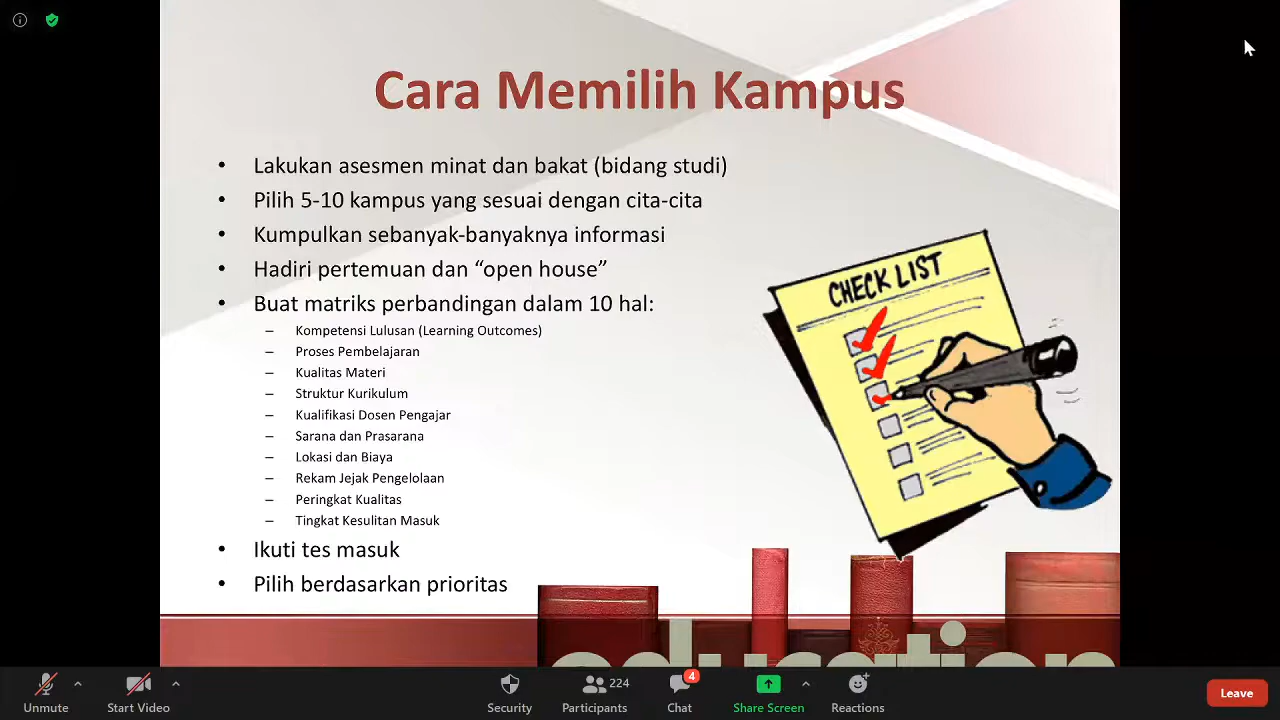 Cara Memilih Kampus
• Lakukan asesmen minat dan bakat (bidang studi)
• Pilih 5-10 kampus yang sesuai dengan cita-cita
• Kumpulkan sebanyak-banyaknya informasi
• Hadiri pertemuan dan “open house”
• Buat matriks perbandingan dalam 10 hal:
– Kompetensi Lulusan (Learning Outcomes)
– Proses Pembelajaran
– Kualitas Materi
– Struktur Kurikulum
– Kualifikasi Dosen Pengajar
– Sarana dan Prasarana
– Lokasi dan Biaya
– Rekam Jejak Pengelolaan
– Peringkat Kualitas
– Tingkat Kesulitan Masuk
• Ikuti tes masuk
• Pilih berdasarkan prioritas
CHECK LIST
education
Unmute
Start Video
Security
224
Participants
4
Chat
Share Screen
Reactions
Leave